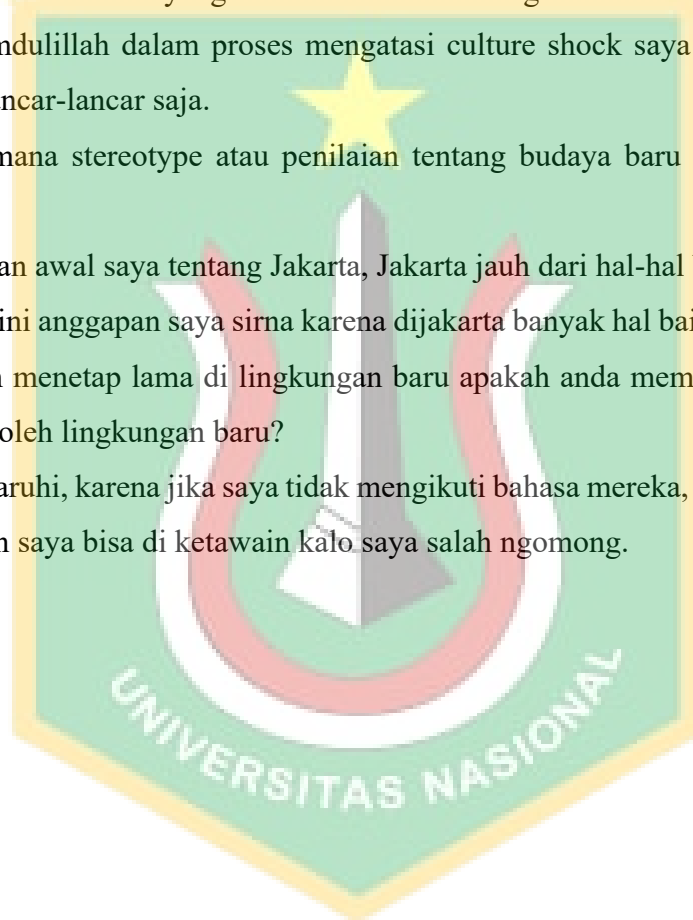 mdulillah dalam proses mengatasi culture shock saya
ncar-lancar saja.
mana stereotype atau penilaian tentang budaya baru
an awal saya tentang Jakarta, Jakarta jauh dari hal-hal
ini anggapan saya sirna karena dijakarta banyak hal bai
menetap lama di lingkungan baru apakah anda mem
oleh lingkungan baru?
aruhi, karena jika saya tidak mengikuti bahasa mereka,
saya bisa di ketawain kalo saya salah ngomong.
UNIVERSITAS NASIONAL